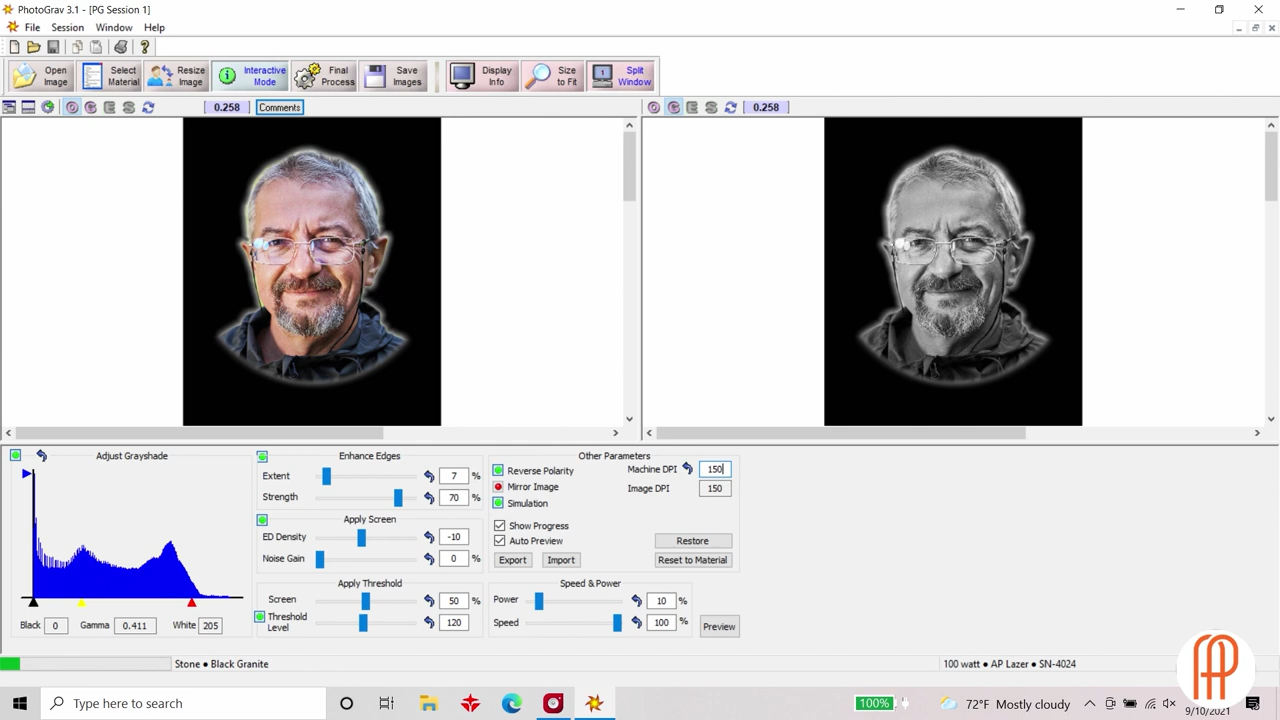 PhotoGrav 3.1 - [PG Session 1]
File Session Window Help
Open Image
Select Material
Resize Image
Interactive Mode
Final Process
Save Images
Display Info
Size to Fit
Split Window
0.258 Comments
0.258
Adjust Grayshade
Black 0 Gamma 0.411 White 205
Enhance Edges
Extent 7 %
Strength 70 %
Apply Screen
ED Density -10
Noise Gain 0 %
Apply Threshold
Screen 50 %
Threshold Level 120
Other Parameters
Reverse Polarity Machine DPI 150
Mirror Image Image DPI 150
Simulation
Show Progress
Auto Preview Restore
Export Import Reset to Material
Speed & Power
Power 10 %
Speed 100 %
Preview
Stone • Black Granite
100 watt • AP Lazer • SN-4024
Type here to search
100%
72°F Mostly cloudy
9/10/2021